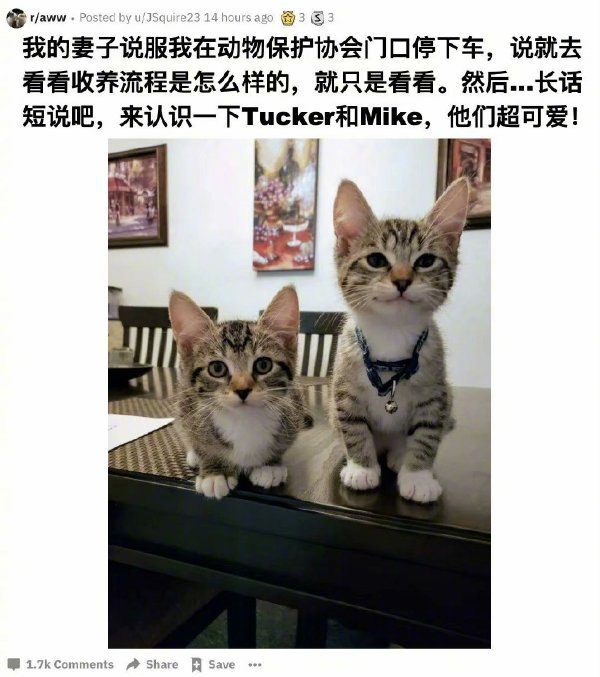 r/aww • Posted by u/JSquire23 14 hours ago 3 S 3
我的妻子说服我在动物保护协会门口停下车，说就去
看看收养流程是怎么样的，就只是看看。然后...长话
短说吧，来认识一下Tucker和Mike，他们超可爱！
1.7k Comments Share Save •••